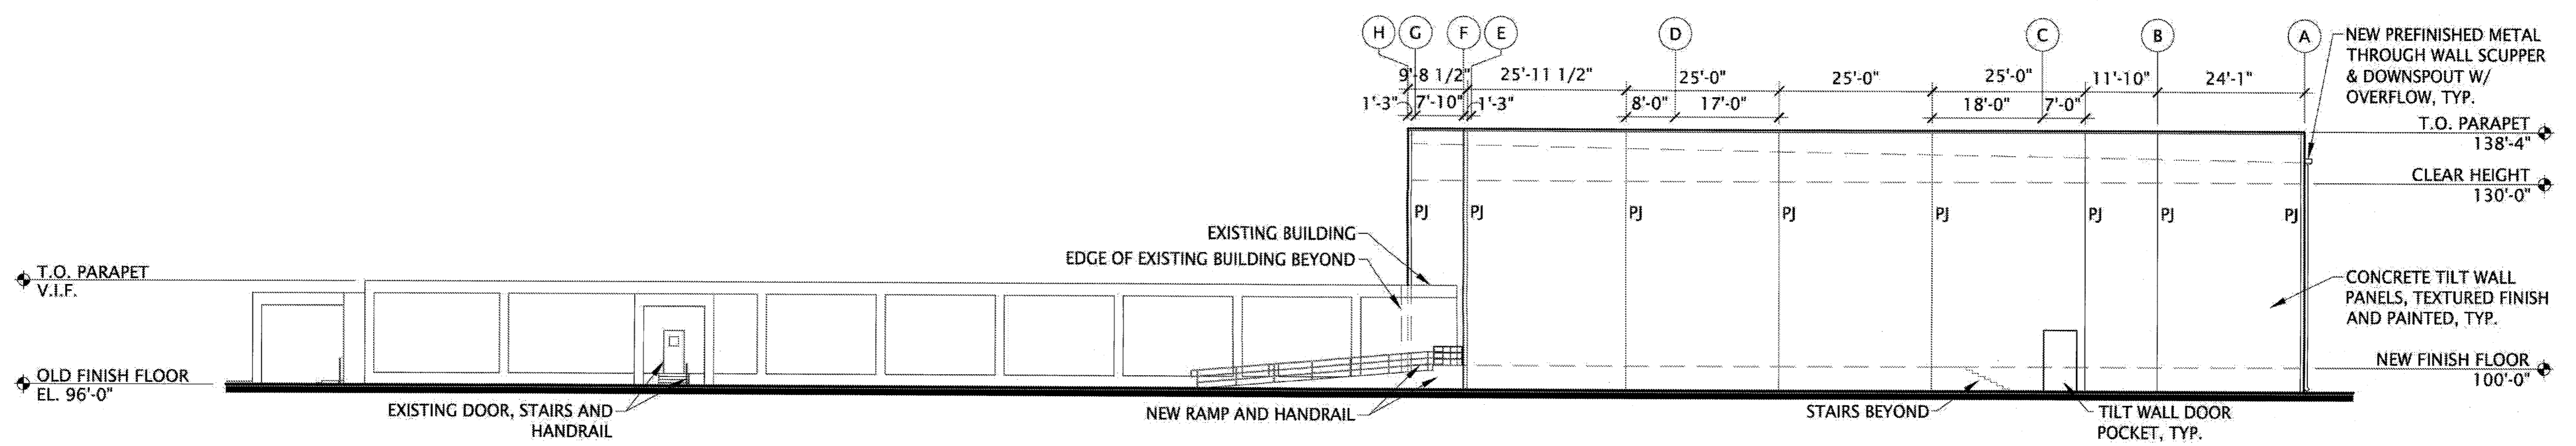 H G F E D C B A
9'-8 1/2" 25'-11 1/2" 25'-0" 25'-0" 25'-0" 11'-10" 24'-1"
1'-3" 7'-10" 1'-3" 8'-0" 17'-0" 18'-0" 7'-0"
NEW PREFINISHED METAL
THROUGH WALL SCUPPER
& DOWNSPOUT W/
OVERFLOW, TYP.
T.O. PARAPET
138'-4"
CLEAR HEIGHT
130'-0"
PJ PJ PJ PJ PJ PJ PJ PJ
EXISTING BUILDING
EDGE OF EXISTING BUILDING BEYOND
T.O. PARAPET
V.I.F.
CONCRETE TILT WALL
PANELS, TEXTURED FINISH
AND PAINTED, TYP.
NEW FINISH FLOOR
100'-0"
OLD FINISH FLOOR
EL. 96'-0"
EXISTING DOOR, STAIRS AND
HANDRAIL
NEW RAMP AND HANDRAIL
STAIRS BEYOND
TILT WALL DOOR
POCKET, TYP.